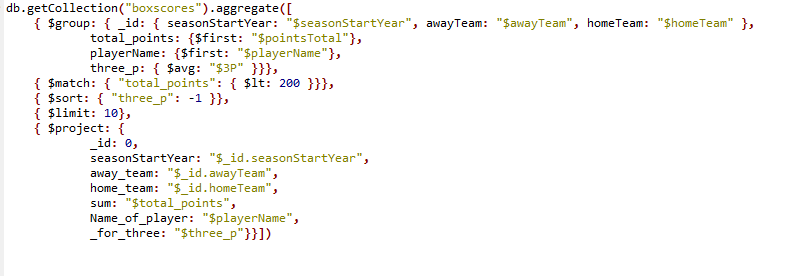 db.getCollection("boxscores").aggregate([
    { $group: { _id: { seasonStartYear: "$seasonStartYear", awayTeam: "$awayTeam", homeTeam: "$homeTeam" },
            total_points: {$first: "$pointsTotal"},
            playerName: {$first: "$playerName"},
            three_p: { $avg: "$3P" }}},
    { $match: { "total_points": { $lt: 200 }}},
    { $sort: { "three_p": -1 }},
    { $limit: 10},
    { $project: {
            _id: 0,
            seasonStartYear: "$_id.seasonStartYear",
            away_team: "$_id.awayTeam",
            home_team: "$_id.homeTeam",
            sum: "$total_points",
            Name_of_player: "$playerName",
            _for_three: "$three_p"}}])